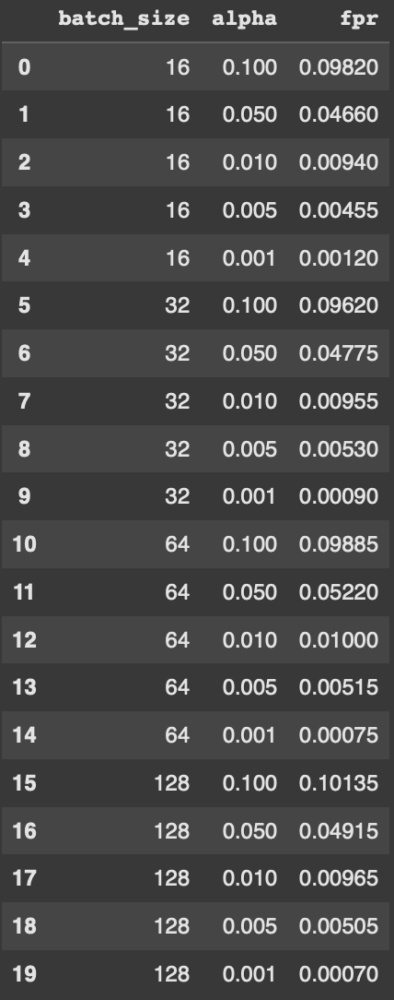 batch_size alpha fpr
0 16 0.100 0.09820
1 16 0.050 0.04660
2 16 0.010 0.00940
3 16 0.005 0.00455
4 16 0.001 0.00120
5 32 0.100 0.09620
6 32 0.050 0.04775
7 32 0.010 0.00955
8 32 0.005 0.00530
9 32 0.001 0.00090
10 64 0.100 0.09885
11 64 0.050 0.05220
12 64 0.010 0.01000
13 64 0.005 0.00515
14 64 0.001 0.00075
15 128 0.100 0.10135
16 128 0.050 0.04915
17 128 0.010 0.00965
18 128 0.005 0.00505
19 128 0.001 0.00070